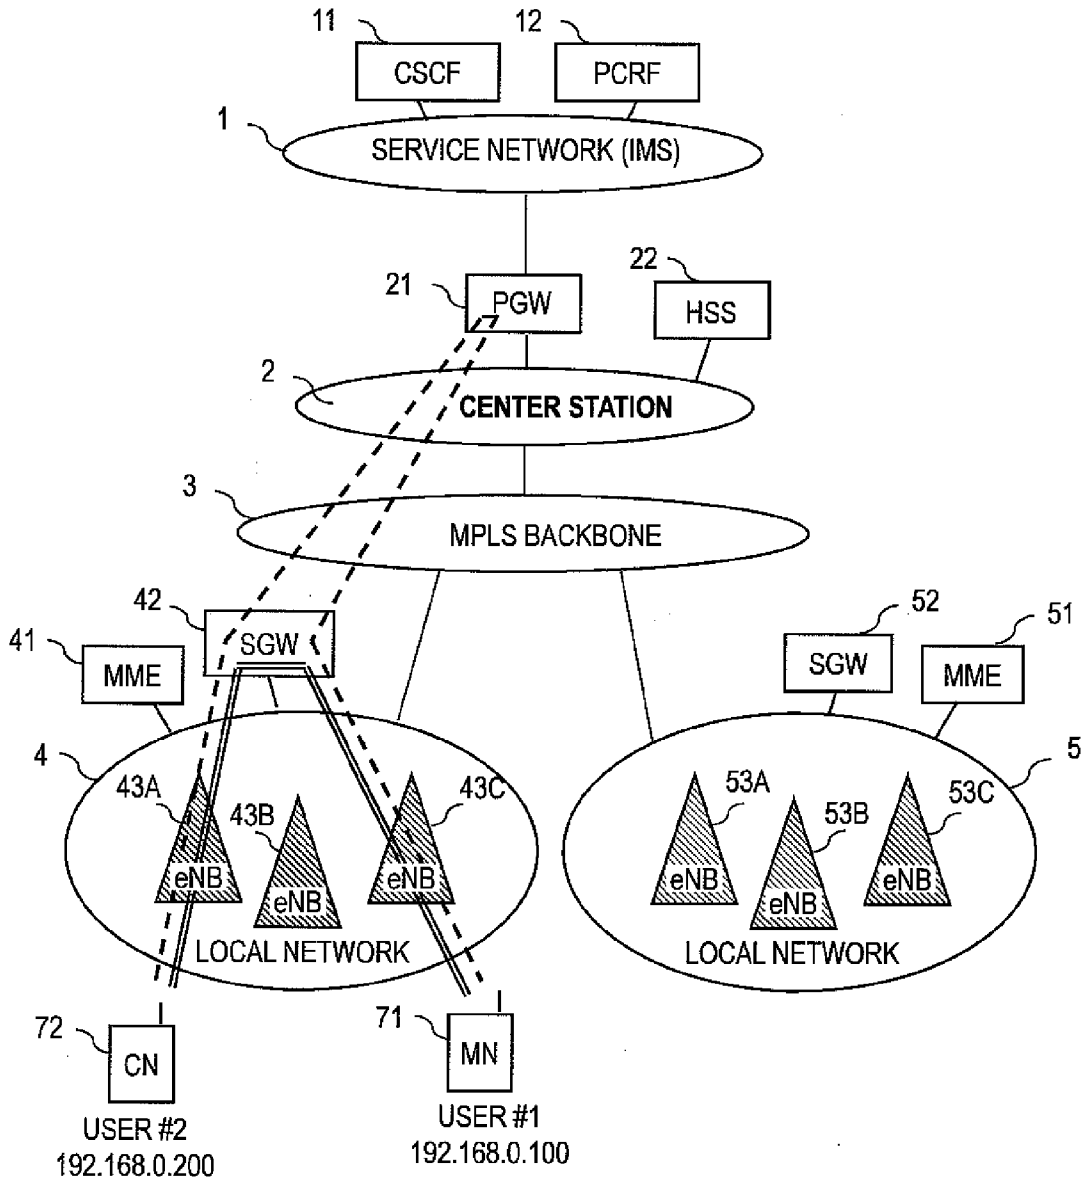 11
12
CSCF
PCRF
1
SERVICE NETWORK (IMS)
21
22
PGW
HSS
2
CENTER STATION
3
MPLS BACKBONE
42
52
41
51
SGW
SGW
MME
MME
4
5
43A
43B
43C
53A
53B
53C
eNB
eNB
eNB
eNB
eNB
eNB
LOCAL NETWORK
LOCAL NETWORK
72
71
CN
MN
USER #2
192.168.0.200
USER #1
192.168.0.100